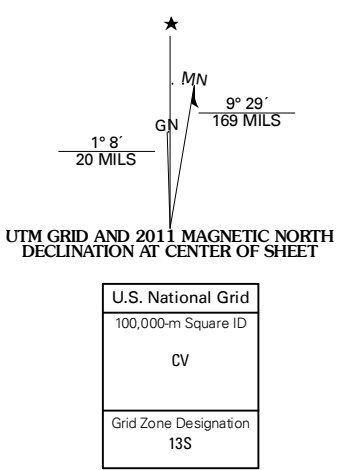 ★
MN
9° 29´
169 MILS
GN
1° 8´
20 MILS
UTM GRID AND 2011 MAGNETIC NORTH
DECLINATION AT CENTER OF SHEET
U.S. National Grid
100,000-m Square ID
CV
Grid Zone Designation
13S